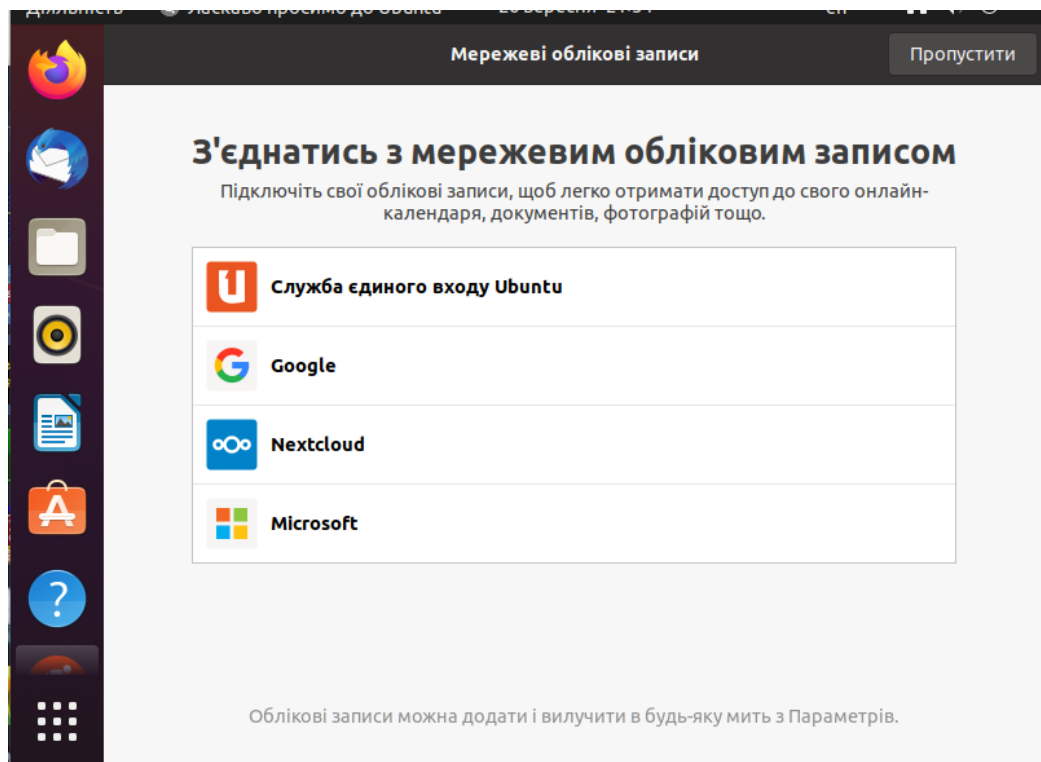 Мережеві облікові записи
Пропустити
З'єднатись з мережевим обліковим записом
Підключіть свої облікові записи, щоб легко отримати доступ до свого онлайн-
календаря, документів, фотографій тощо.
Служба єдиного входу Ubuntu
Google
Nextcloud
Microsoft
Облікові записи можна додати і вилучити в будь-яку мить з Параметрів.